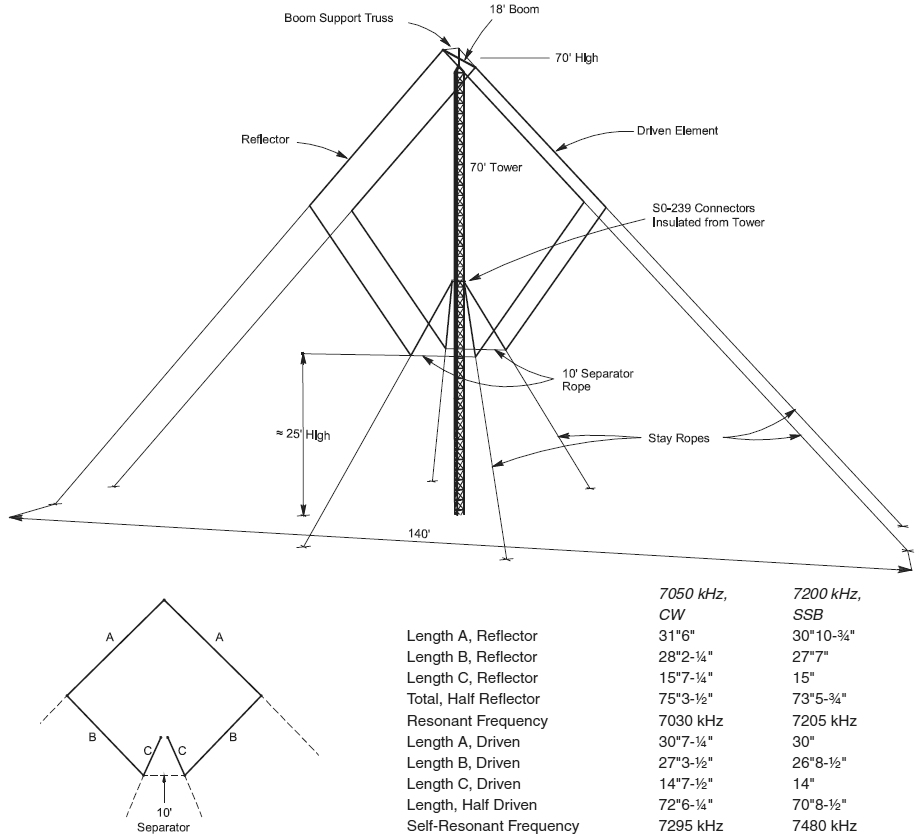 18' Boom
Boom Support Truss
70' High
Reflector
Driven Element
70' Tower
S0-239 Connectors
Insulated from Tower
10' Separator
Rope
≈ 25' High
Stay Ropes
140'
A
A
B
B
C
C
10'
Separator
7050 kHz, 7200 kHz,
CW SSB
Length A, Reflector 31"6" 30"10-¾"
Length B, Reflector 28"2-¼" 27"7"
Length C, Reflector 15"7-¼" 15"
Total, Half Reflector 75"3-½" 73"5-¾"
Resonant Frequency 7030 kHz 7205 kHz
Length A, Driven 30"7-¼" 30"
Length B, Driven 27"3-½" 26"8-½"
Length C, Driven 14"7-½" 14"
Length, Half Driven 72"6-¼" 70"8-½"
Self-Resonant Frequency 7295 kHz 7480 kHz